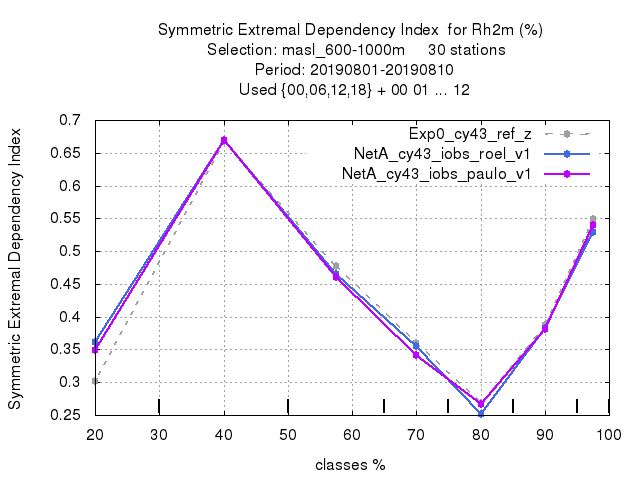 Symmetric Extremal Dependency Index  for Rh2m (%)
Selection: masl_600-1000m     30 stations
Period: 20190801-20190810
Used {00,06,12,18} + 00 01 ... 12
Symmetric Extremal Dependency Index
0.7
0.65
0.6
0.55
0.5
0.45
0.4
0.35
0.3
0.25
Exp0_cy43_ref_z
NetA_cy43_iobs_roel_v1
NetA_cy43_iobs_paulo_v1
20 30 40 50 60 70 80 90 100
classes %